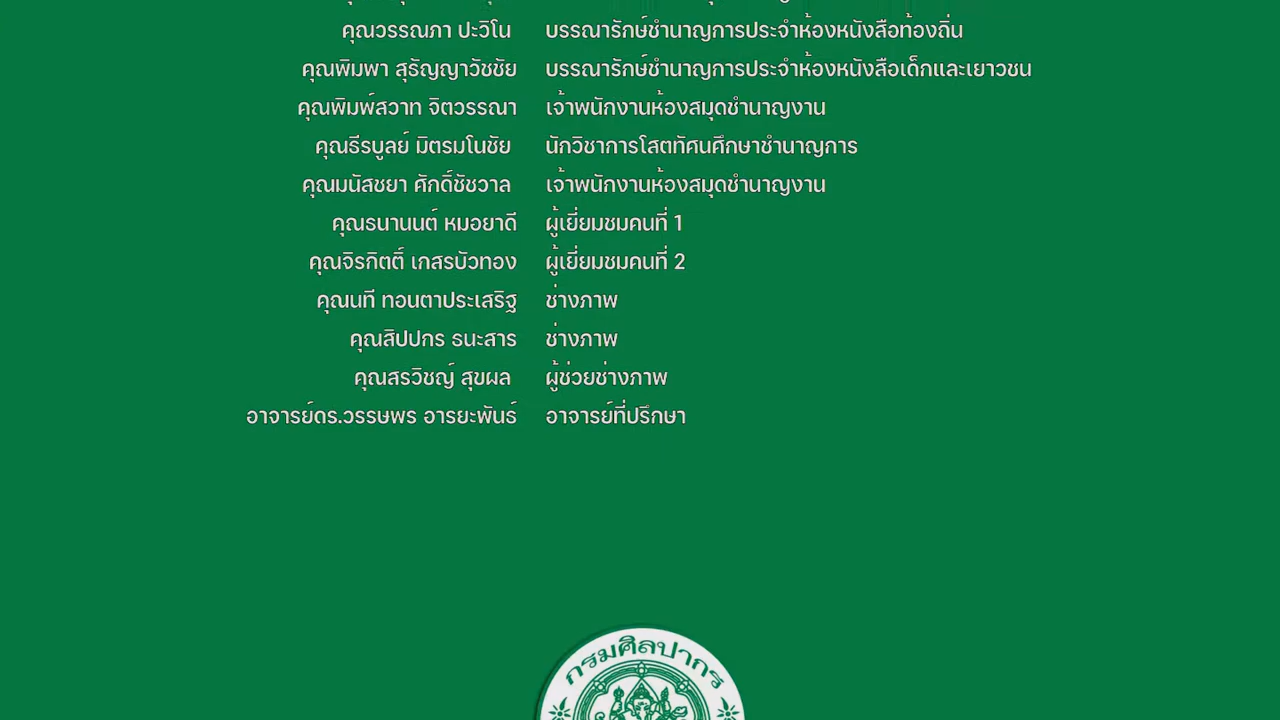 คุณวรรณภา ปะวิโน บรรณารักษ์ชำนาญการประจำห้องหนังสือท้องถิ่น
คุณพิมพา สุธัญญาวัชชัย บรรณารักษ์ชำนาญการประจำห้องหนังสือเด็กและเยาวชน
คุณพิมพ์สวาท จิตวรรณา เจ้าพนักงานห้องสมุดชำนาญงาน
คุณธีรบูลย์ มิตรมโนชัย นักวิชาการโสตทัศนศึกษาชำนาญการ
คุณมนัสชยา ศักดิ์ชัชวาล เจ้าพนักงานห้องสมุดชำนาญงาน
คุณธนานนต์ หมอยาดี ผู้เยี่ยมชมคนที่ 1
คุณจิรกิตติ์ เกสรบัวทอง ผู้เยี่ยมชมคนที่ 2
คุณนที ทอนตาประเสริฐ ช่างภาพ
คุณสิปปกร ธนะสาร ช่างภาพ
คุณสรวิชญ์ สุขผล ผู้ช่วยช่างภาพ
อาจารย์ดร.วรรษพร อารยะพันธ์ อาจารย์ที่ปรึกษา
กรมศิลปากร